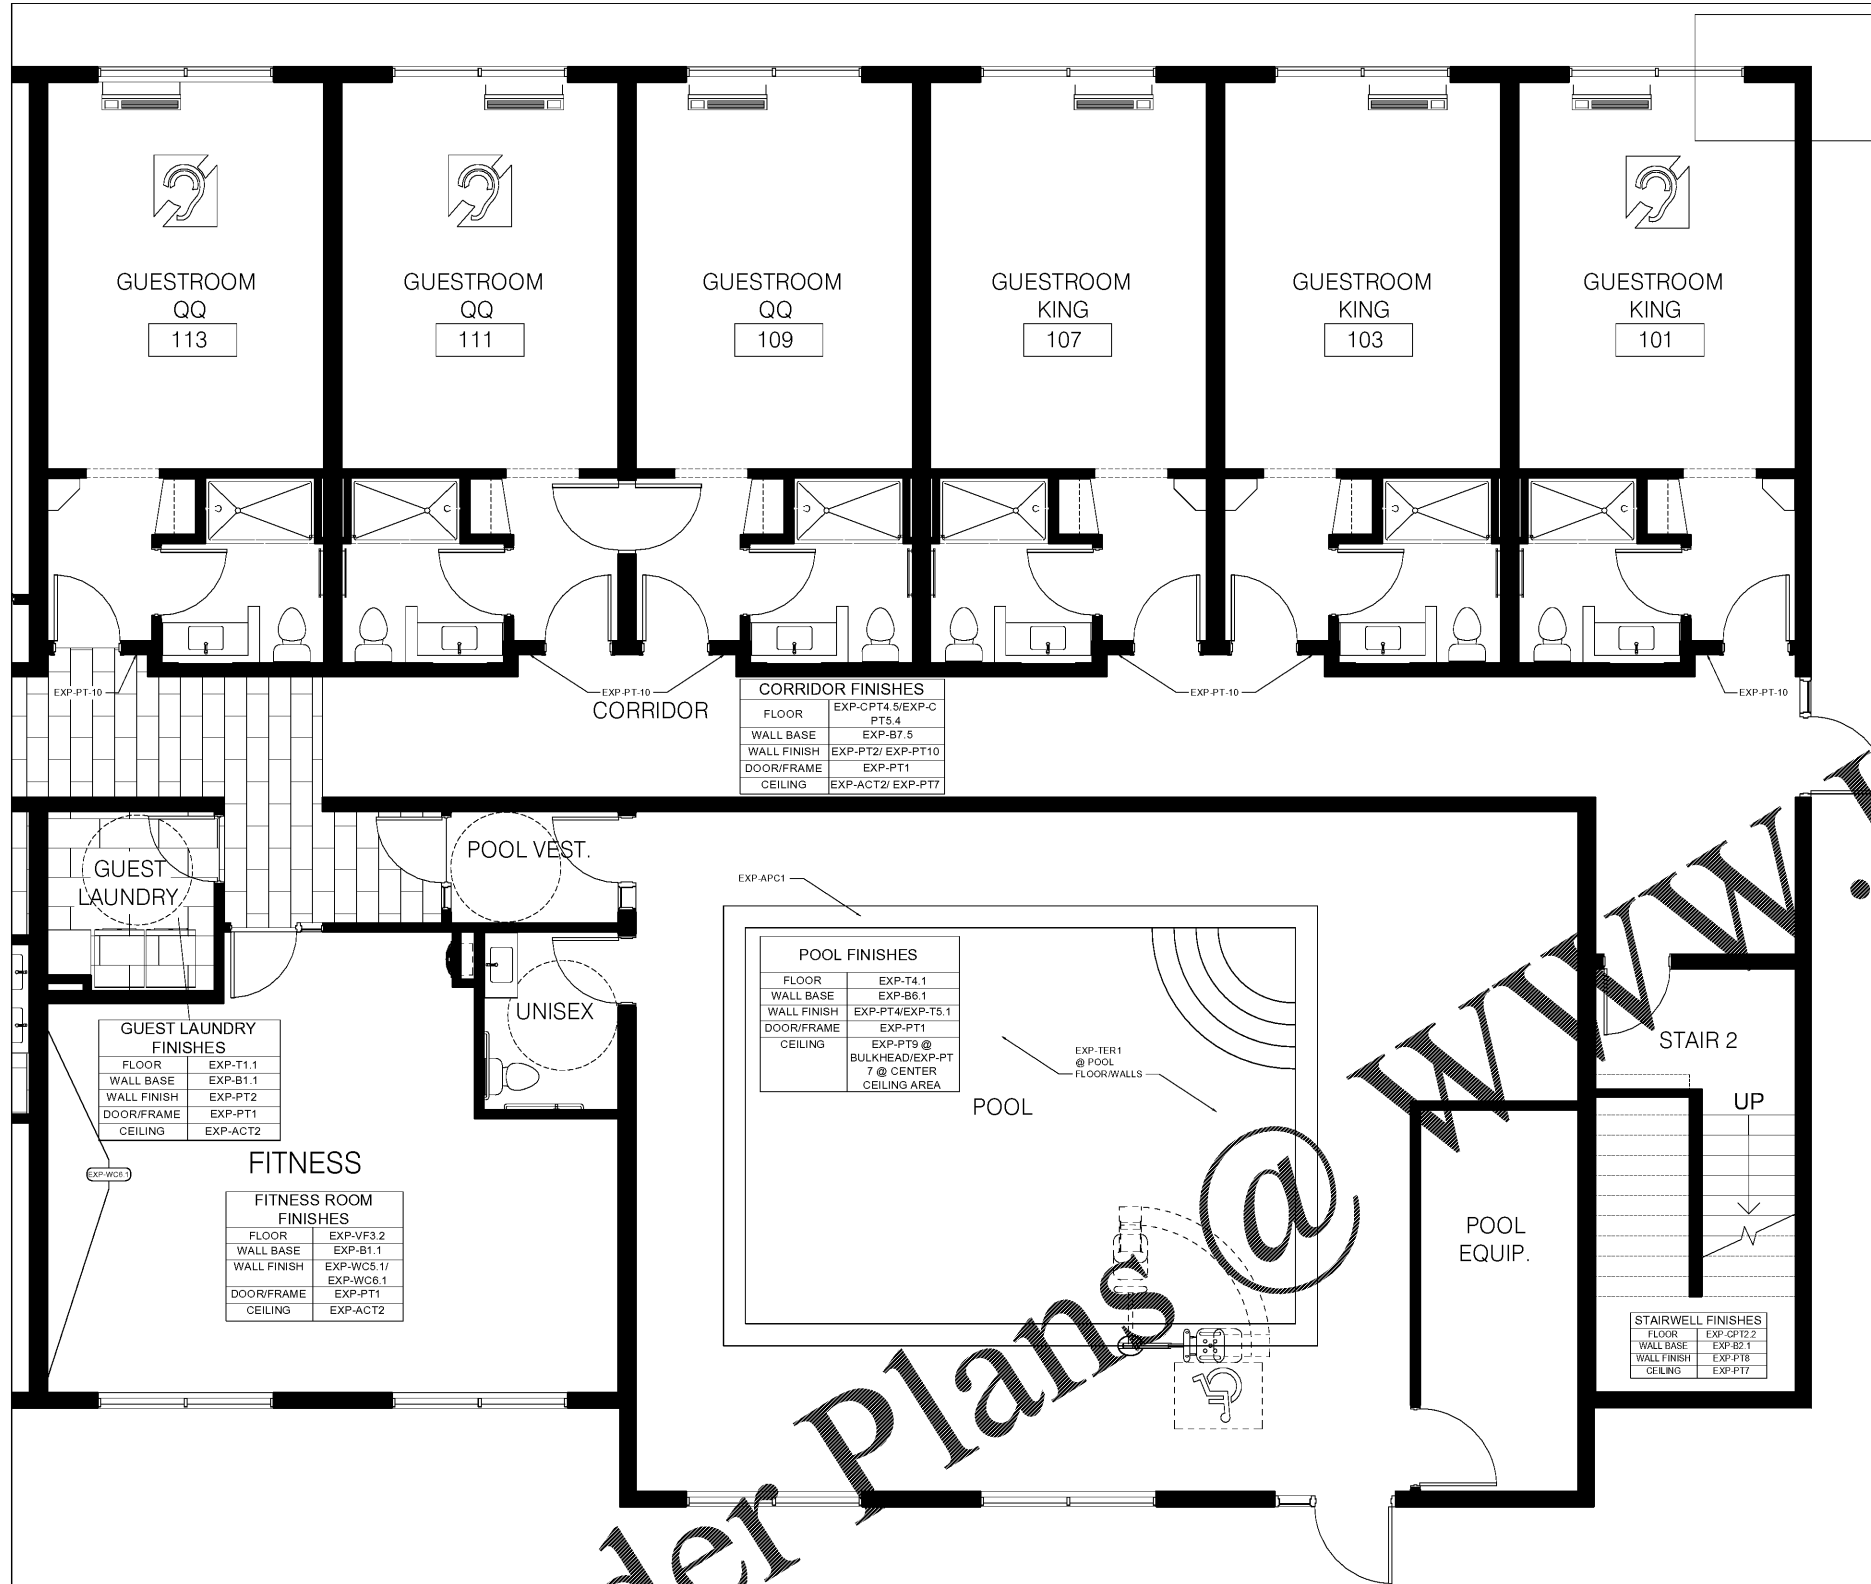 GUESTROOM
QQ
113
GUESTROOM
QQ
111
GUESTROOM
QQ
109
GUESTROOM
KING
107
GUESTROOM
KING
103
GUESTROOM
KING
101
EXP-PT-10
EXP-PT-10
EXP-PT-10
EXP-PT-10
CORRIDOR
CORRIDOR FINISHES
FLOOR EXP-CPT4.5/EXP-C
PT5.4
WALL BASE EXP-B7.5
WALL FINISH EXP-PT2/ EXP-PT10
DOOR/FRAME EXP-PT1
CEILING EXP-ACT2/ EXP-PT7
GUEST
LAUNDRY
POOL VEST.
EXP-APC1
POOL FINISHES
FLOOR EXP-T4.1
WALL BASE EXP-B6.1
WALL FINISH EXP-PT4/EXP-T5.1
DOOR/FRAME EXP-PT1
CEILING EXP-PT9 @
BULKHEAD/EXP-PT
7 @ CENTER
CEILING AREA
UNISEX
GUEST LAUNDRY
FINISHES
FLOOR EXP-T1.1
WALL BASE EXP-B1.1
WALL FINISH EXP-PT2
DOOR/FRAME EXP-PT1
CEILING EXP-ACT2
EXP-TER1
@ POOL
FLOOR/WALLS
POOL
STAIR 2
UP
FITNESS
EXP-WC6.1
FITNESS ROOM
FINISHES
FLOOR EXP-VF3.2
WALL BASE EXP-B1.1
WALL FINISH EXP-WC5.1/
EXP-WC6.1
DOOR/FRAME EXP-PT1
CEILING EXP-ACT2
POOL
EQUIP.
STAIRWELL FINISHES
FLOOR EXP-CPT2.2
WALL BASE EXP-B2.1
WALL FINISH EXP-PT8
CEILING EXP-PT7
der Plans @ www.